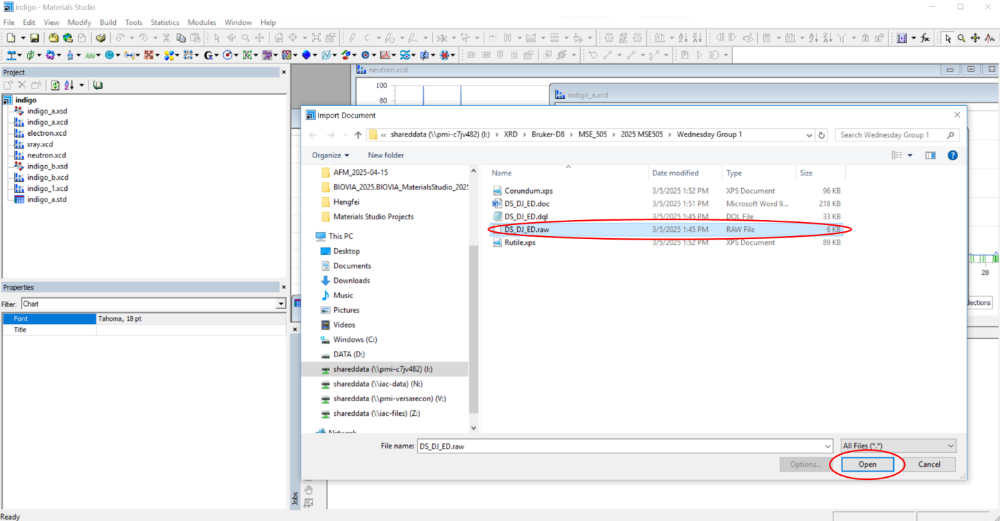 indigo - Materials Studio
File Edit View Modify Build Tools Statistics Modules Window Help
Project
indigo
indigo_a.xsd
indigo_a.xcd
electron.xcd
xray.xcd
neutron.xcd
indigo_b.xsd
indigo_b.xcd
indigo_1.xcd
indigo_a.std
Properties
Filter: Chart
Font Tahoma, 18 pt
Title
neutron.xcd
100
80
indigo_a.xcd
28
lections
Jobs
Import Document
« shareddata (\\pmi-c7jv482) (I:) > XRD > Bruker-D8 > MSE_505 > 2025 MSE505 > Wednesday Group 1
Search Wednesday Group 1
Organize New folder
AFM_2025-04-15
BIOVIA_2025.BIOVIA_MaterialsStudio_2025
Hengfei
Materials Studio Projects
This PC
Desktop
Documents
Downloads
Music
Pictures
Videos
Windows (C:)
DATA (D:)
shareddata (\\pmi-c7jv482) (I:)
shareddata (\\iac-data) (N:)
shareddata (\\pmi-versarecon) (V:)
shareddata (\\iac-files) (Z:)
Network
Name Date modified Type Size
Corundum.xps 3/5/2025 1:52 PM XPS Document 96 KB
DS_DJ_ED.doc 3/5/2025 1:51 PM Microsoft Word 9... 218 KB
DS_DJ_ED.dql 3/5/2025 1:45 PM DQL File 33 KB
DS_DJ_ED.raw 3/5/2025 1:45 PM RAW File 6 KB
Rutile.xps 3/5/2025 1:52 PM XPS Document 89 KB
File name: DS_DJ_ED.raw All Files (*.*)
Options... Open Cancel
Ready